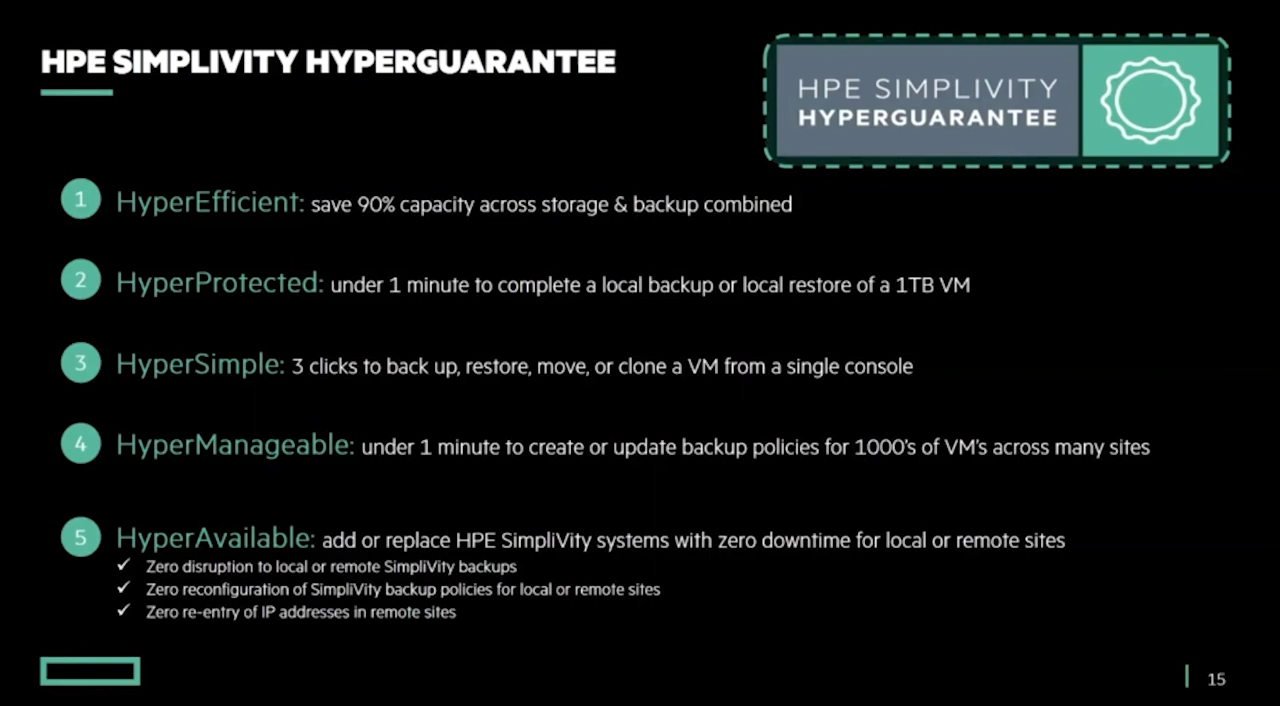 HPE SIMPLIVITY HYPERGUARANTEE
HPE SIMPLIVITY
HYPERGUARANTEE
1 HyperEfficient: save 90% capacity across storage & backup combined
2 HyperProtected: under 1 minute to complete a local backup or local restore of a 1TB VM
3 HyperSimple: 3 clicks to back up, restore, move, or clone a VM from a single console
4 HyperManageable: under 1 minute to create or update backup policies for 1000's of VM's across many sites
5 HyperAvailable: add or replace HPE SimpliVity systems with zero downtime for local or remote sites
✓ Zero disruption to local or remote SimpliVity backups
✓ Zero reconfiguration of SimpliVity backup policies for local or remote sites
✓ Zero re-entry of IP addresses in remote sites
15